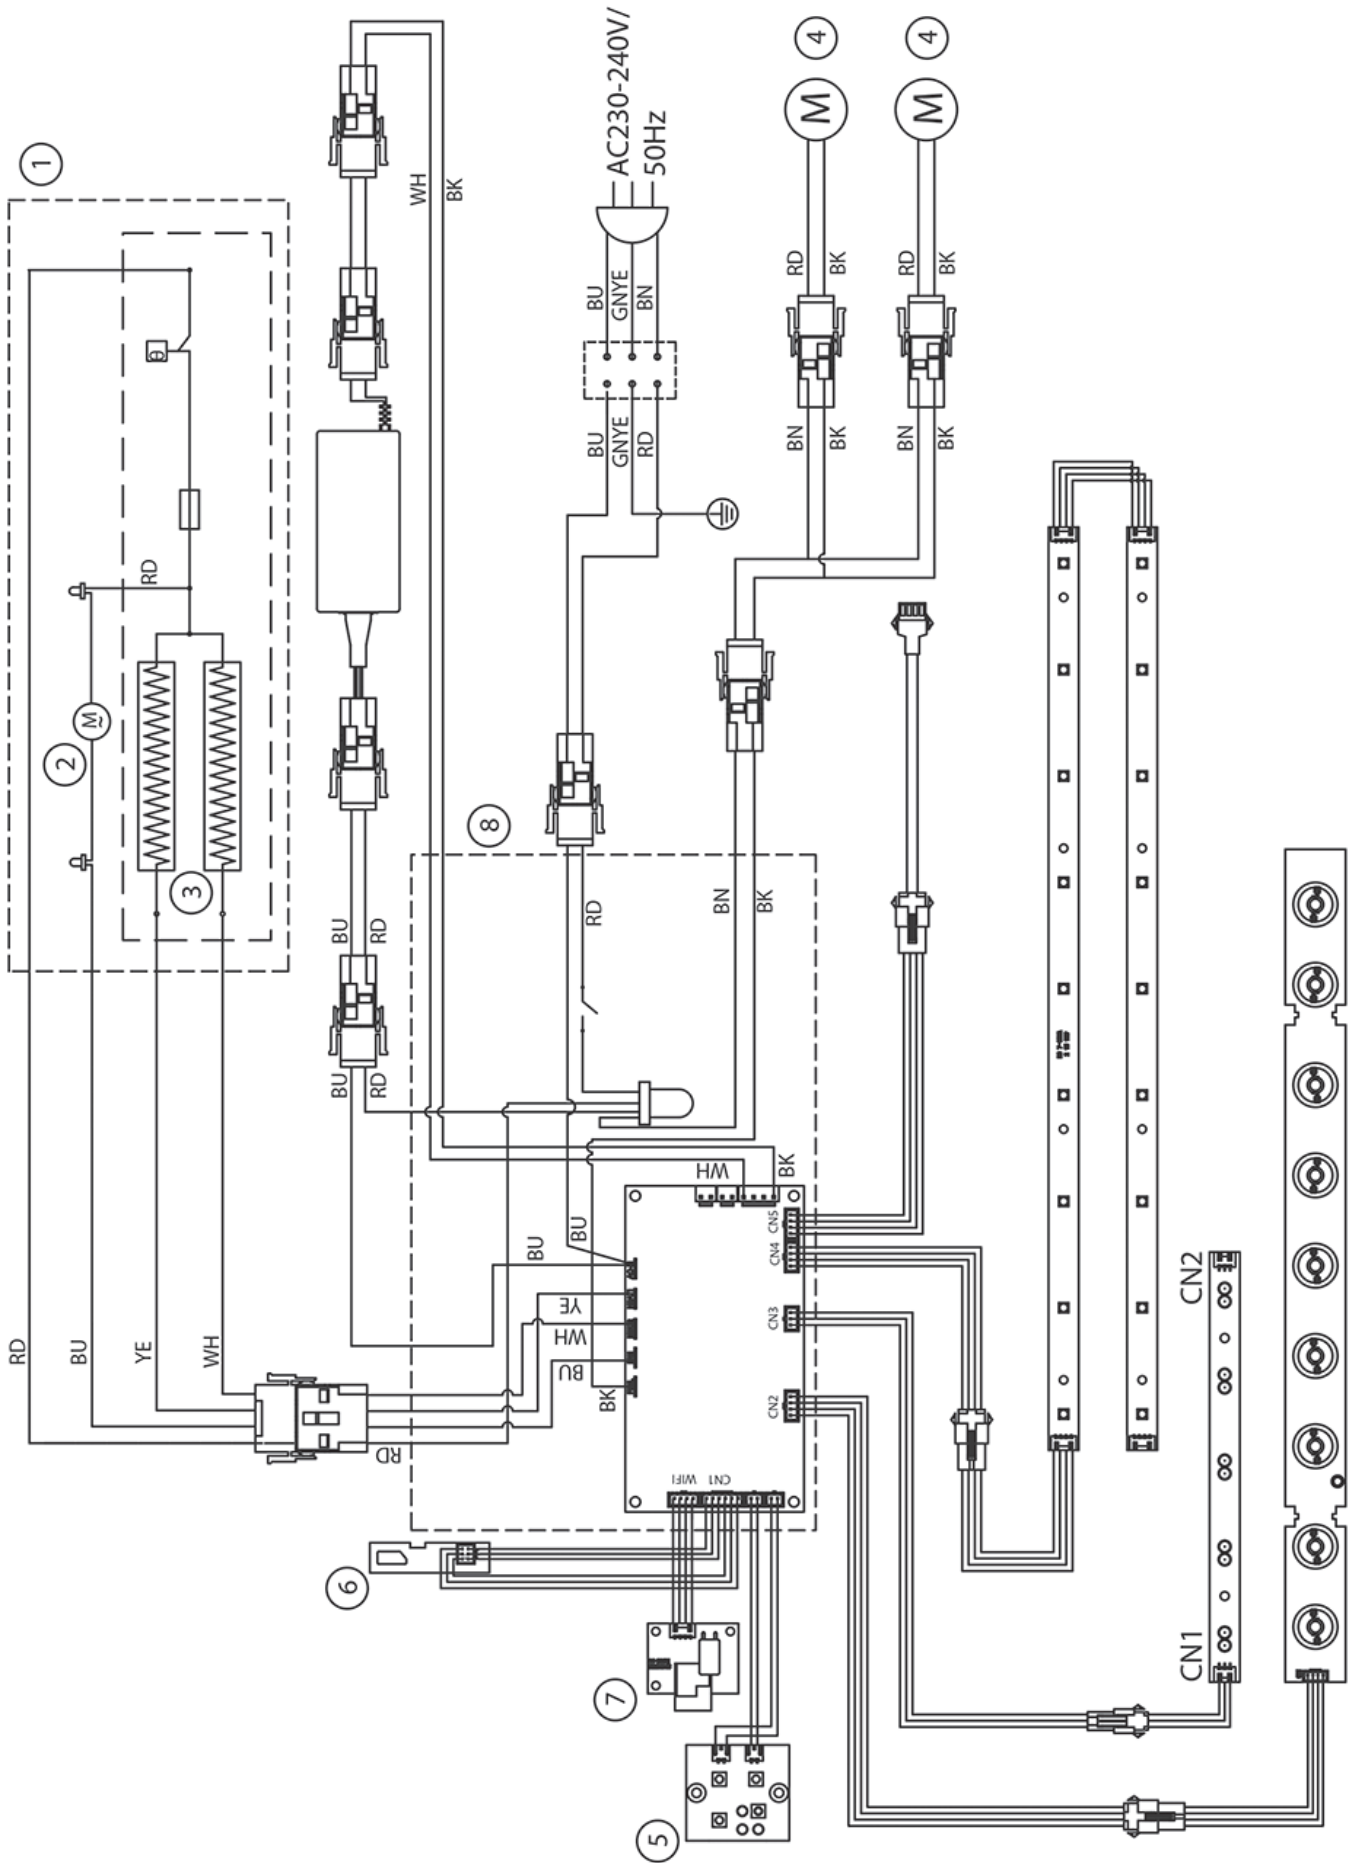 4
4
M
M
AC230-240V/
50Hz
1
WH
BK
BU
GNYE
BN
RD
BK
RD
BK
θ
BU
GNYE
RD
BN
BK
BN
BK
RD
M~
2
8
3
BU
RD
RD
BN
BK
BU
RD
WH
BK
BU
BU
YE
WH
BU
BK
CN5
CN4
CN3
CN2
CN2
RD
BU
YE
WH
RD
WIFI
CN1
6
7
CN1
5